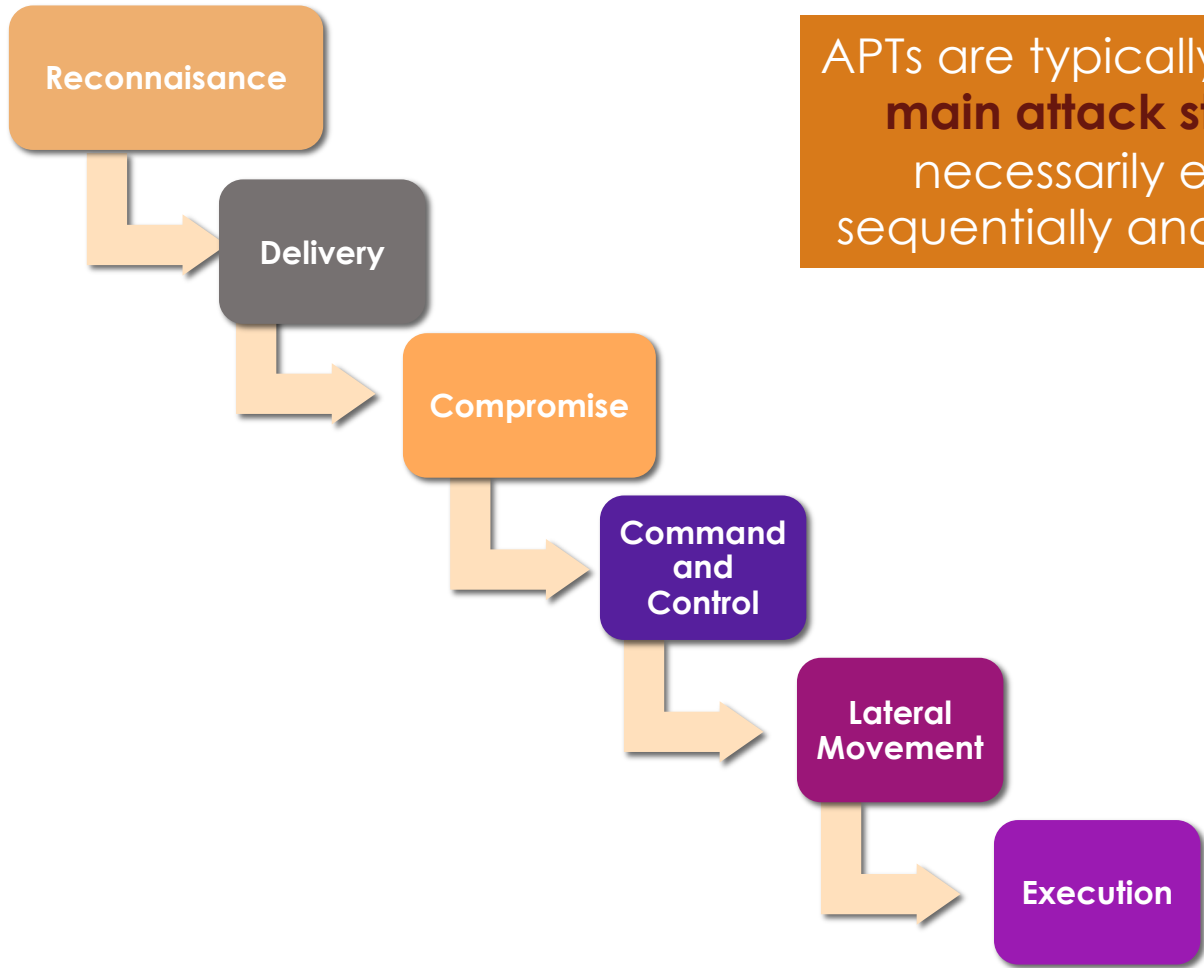 Reconnaisance
APTs are typically
main attack st
necessarily e
sequentially and
Delivery
Compromise
Command
and
Control
Lateral
Movement
Execution